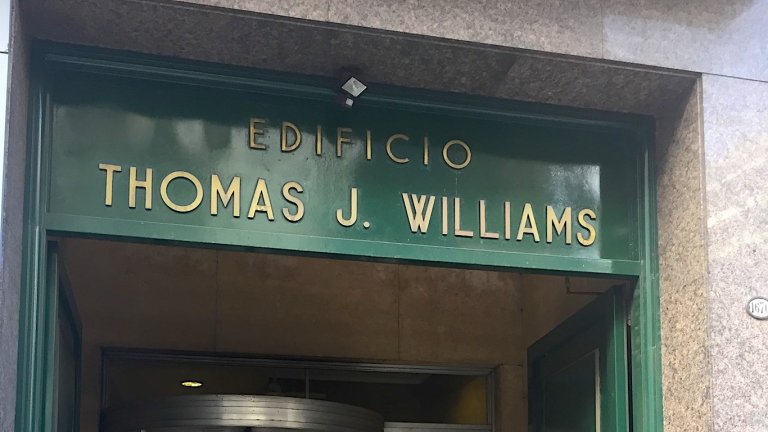 EDIFICIO
THOMAS J. WILLIAMS